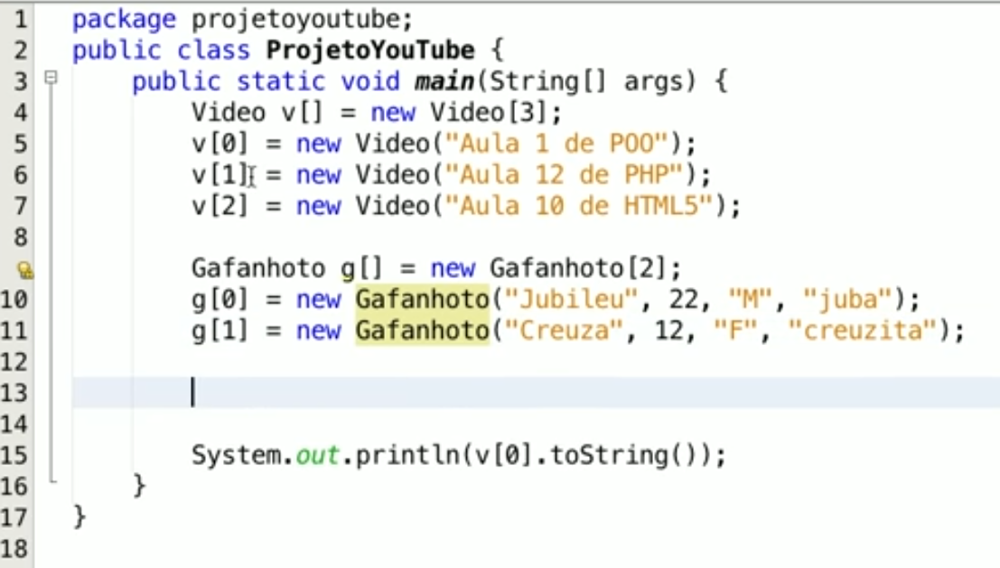 1 package projetoyoutube;
2 public class ProjetoYouTube {
3 public static void main(String[] args) {
4 Video v[] = new Video[3];
5 v[0] = new Video("Aula 1 de POO");
6 v[1] = new Video("Aula 12 de PHP");
7 v[2] = new Video("Aula 10 de HTML5");
8
Gafanhoto g[] = new Gafanhoto[2];
10 g[0] = new Gafanhoto("Jubileu", 22, "M", "juba");
11 g[1] = new Gafanhoto("Creuza", 12, "F", "creuzita");
12
13
14
15 System.out.println(v[0].toString());
16 }
17 }
18